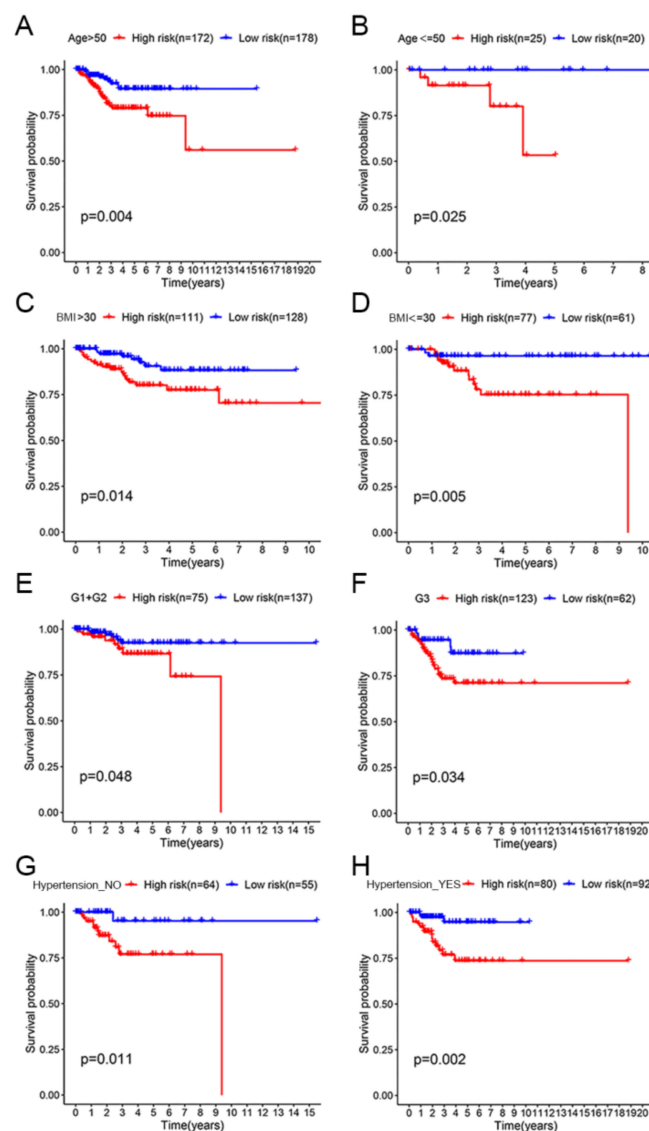 A
B
Age>50 High risk(n=172) Low risk(n=178)
Age<=50 High risk(n=25) Low risk(n=20)
Survival probability
1.00
0.75
0.50
0.25
0.00
p=0.004
0 1 2 3 4 5 6 7 8 9 10 11 12 13 14 15 16 17 18 19 20
Time(years)
Survival probability
1.00
0.75
0.50
0.25
0.00
p=0.025
0 1 2 3 4 5 6 7 8
Time(years)
C
D
BMI>30 High risk(n=111) Low risk(n=128)
BMI<=30 High risk(n=77) Low risk(n=61)
Survival probability
1.00
0.75
0.50
0.25
0.00
p=0.014
0 1 2 3 4 5 6 7 8 9 10
Time(years)
Survival probability
1.00
0.75
0.50
0.25
0.00
p=0.005
0 1 2 3 4 5 6 7 8 9 10
Time(years)
E
F
G1+G2 High risk(n=75) Low risk(n=137)
G3 High risk(n=123) Low risk(n=62)
Survival probability
1.00
0.75
0.50
0.25
0.00
p=0.048
0 1 2 3 4 5 6 7 8 9 10 11 12 13 14 15
Time(years)
Survival probability
1.00
0.75
0.50
0.25
0.00
p=0.034
0 1 2 3 4 5 6 7 8 9 10 11 12 13 14 15 16 17 18 19 20
Time(years)
G
H
Hypertension_NO High risk(n=64) Low risk(n=55)
Hypertension_YES High risk(n=80) Low risk(n=92)
Survival probability
1.00
0.75
0.50
0.25
0.00
p=0.011
0 1 2 3 4 5 6 7 8 9 10 11 12 13 14 15
Time(years)
Survival probability
1.00
0.75
0.50
0.25
0.00
p=0.002
0 1 2 3 4 5 6 7 8 9 10 11 12 13 14 15 16 17 18 19 20
Time(years)